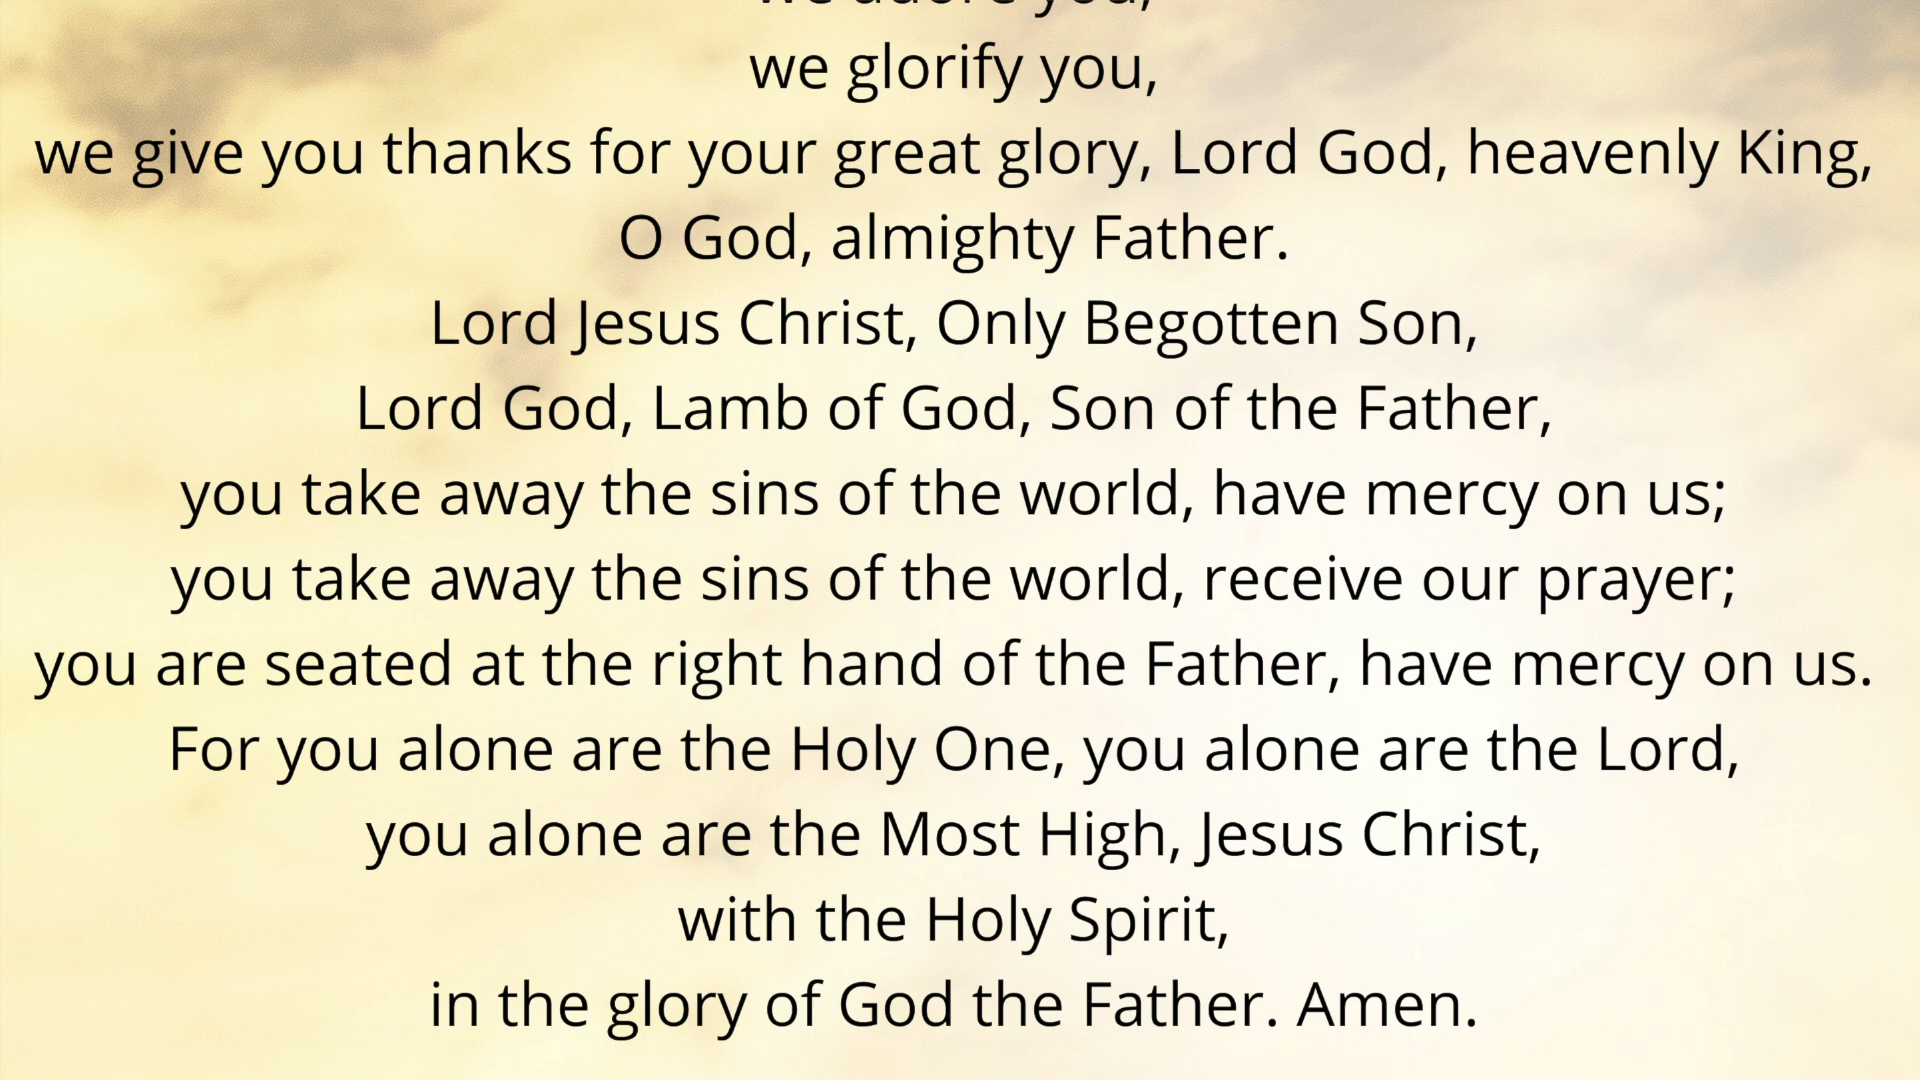 we adore you,
we glorify you,
we give you thanks for your great glory, Lord God, heavenly King,
O God, almighty Father.
Lord Jesus Christ, Only Begotten Son,
Lord God, Lamb of God, Son of the Father,
you take away the sins of the world, have mercy on us;
you take away the sins of the world, receive our prayer;
you are seated at the right hand of the Father, have mercy on us.
For you alone are the Holy One, you alone are the Lord,
you alone are the Most High, Jesus Christ,
with the Holy Spirit,
in the glory of God the Father. Amen.